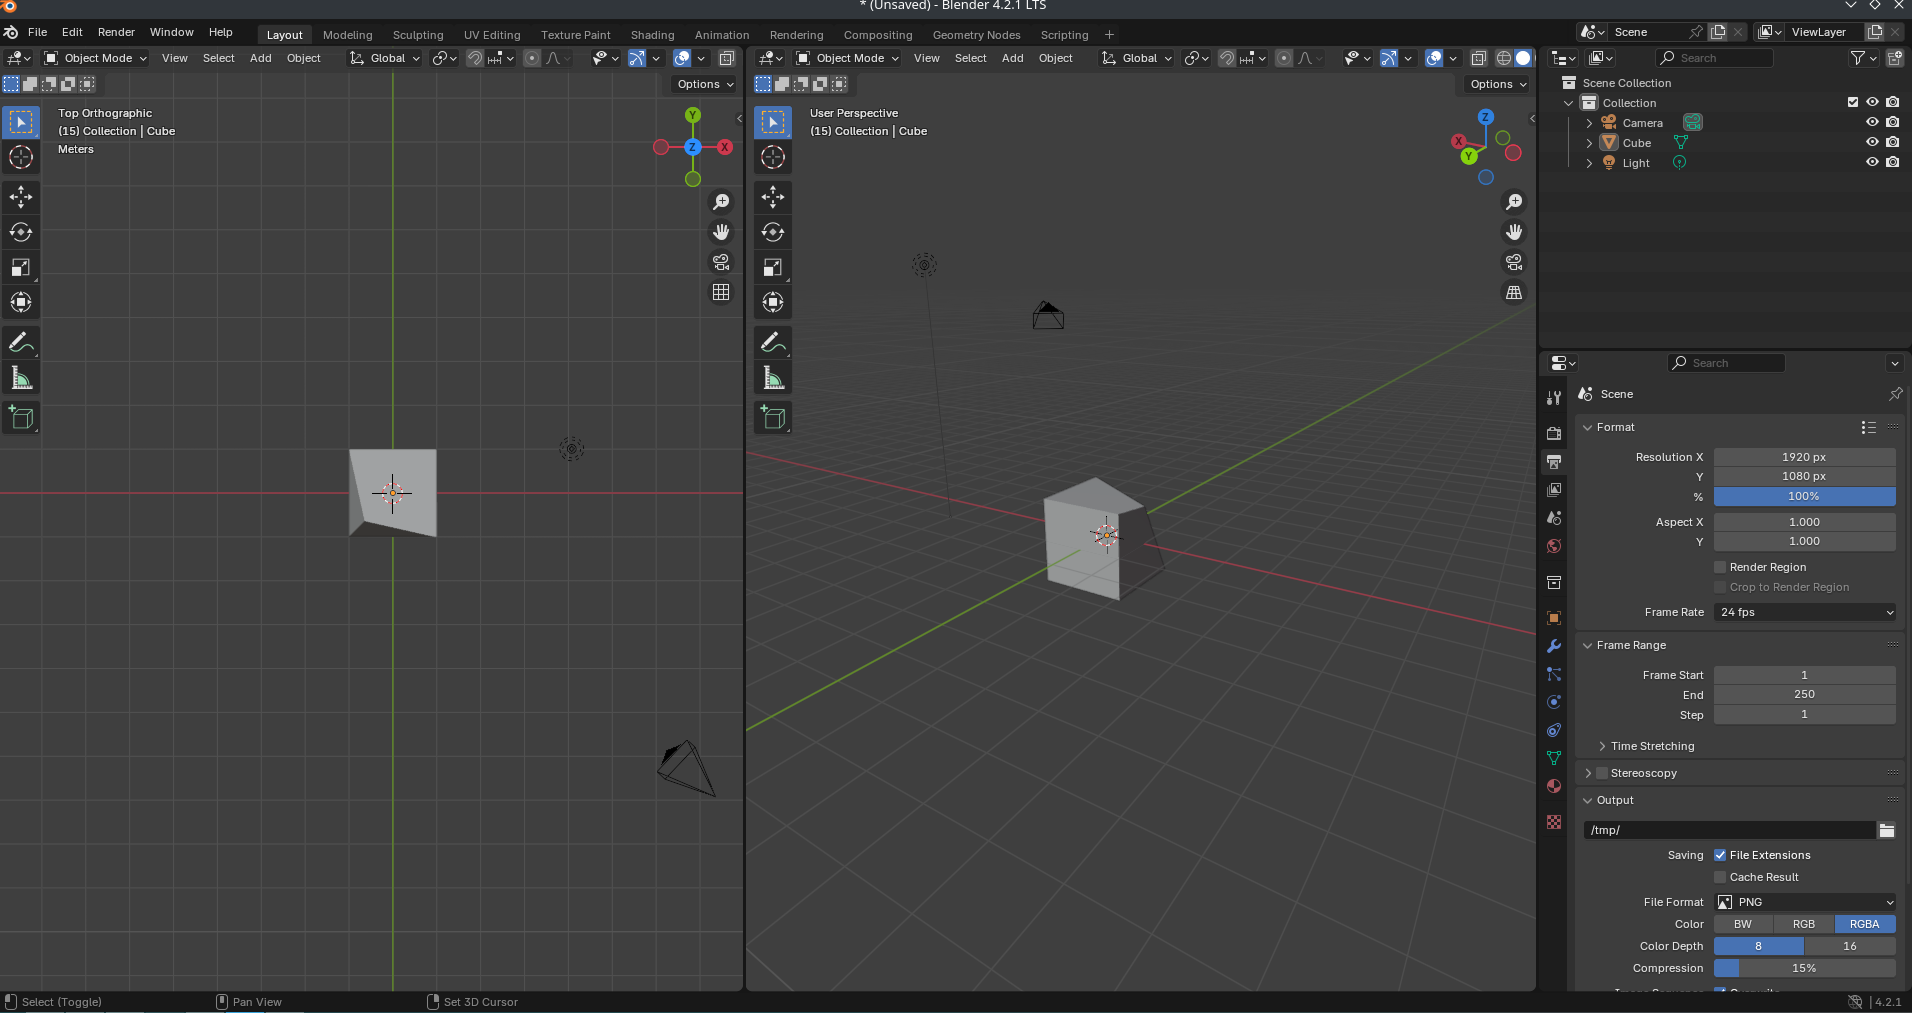 * (Unsaved) - Blender 4.2.1 LTS
File Edit Render Window Help Layout Modeling Sculpting UV Editing Texture Paint Shading Animation Rendering Compositing Geometry Nodes Scripting + Scene ViewLayer
Object Mode View Select Add Object Global
Options
Top Orthographic
(15) Collection | Cube
Meters
Y
Z X
Object Mode View Select Add Object Global
Options
User Perspective
(15) Collection | Cube
Z
X
Y
Search
Scene Collection
Collection
Camera
Cube
Light
Search
Scene
Format
Resolution X 1920 px
Y 1080 px
% 100%
Aspect X 1.000
Y 1.000
Render Region
Crop to Render Region
Frame Rate 24 fps
Frame Range
Frame Start 1
End 250
Step 1
Time Stretching
Stereoscopy
Output
/tmp/
Saving File Extensions
Cache Result
File Format PNG
Color BW RGB RGBA
Color Depth 8 16
Compression 15%
Select (Toggle) Pan View Set 3D Cursor 4.2.1